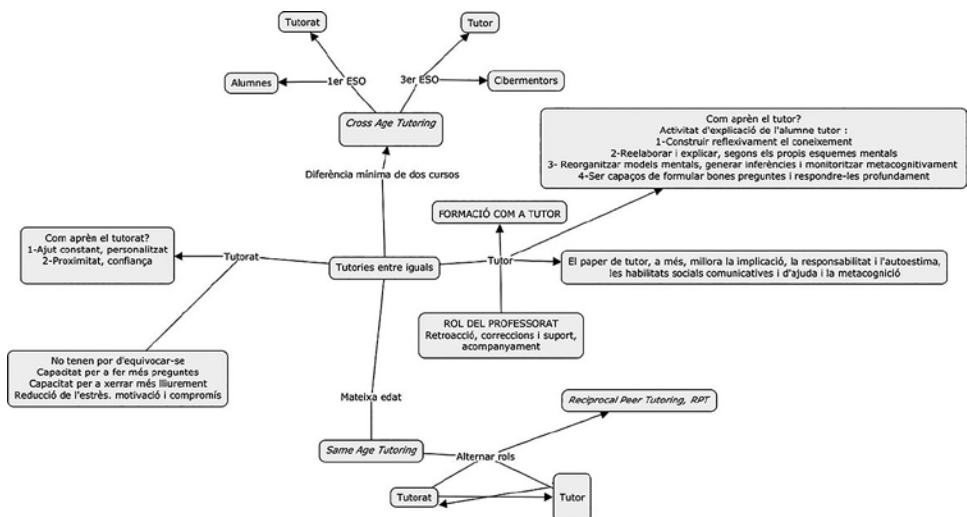 Tutorat
Tutor
Alumnes
1er ESO
3er ESO
Cibermentors
Cross Age Tutoring
Diferència mínima de dos cursos
Com aprèn el tutor?
Activitat d'explicació de l'alumne tutor :
1-Construir reflexivament el coneixement
2-Reelaborar i explicar, segons els propis esquemes mentals
3- Reorganitzar models mentals, generar inferències i monitoritzar metacognitivament
4-Ser capaços de formular bones preguntes i respondre-les profundament
FORMACIÓ COM A TUTOR
Com aprèn el tutorat?
1-Ajut constant, personalitzat
2-Proximitat, confiança
Tutorat
Tutories entre iguals
Tutor
El paper de tutor, a més, millora la implicació, la responsabilitat i l'autoestima,
les habilitats socials comunicatives i d'ajuda i la metacognició
ROL DEL PROFESSORAT
Retroacció, correccions i suport,
acompanyament
No tenen por d'equivocar-se
Capacitat per a fer més preguntes
Capacitat per a xerrar més lliurement
Reducció de l'estrès. motivació i compromís
Mateixa edat
Reciprocal Peer Tutoring, RPT
Same Age Tutoring
Alternar rols
Tutorat
Tutor